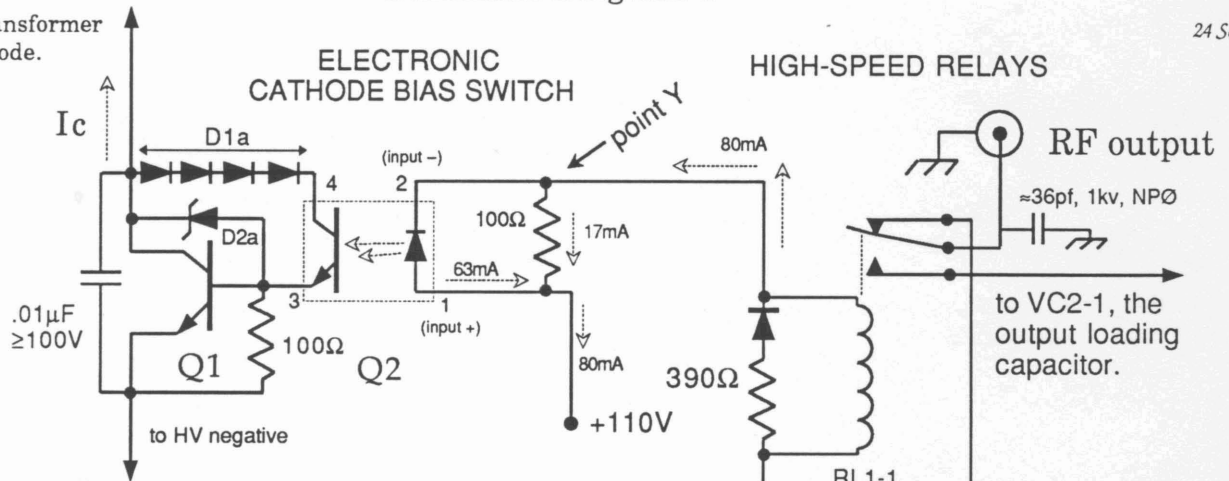 ansformer
ode.
24 S
ELECTRONIC
CATHODE BIAS SWITCH
HIGH-SPEED RELAYS
Ic
D1a
(input –)
point Y
80mA
RF output
4
2
≈36pf, 1kv, NPØ
100Ω
17mA
D2a
63mA
3
1
(input +)
.01µF
≥100V
Q1
100Ω
Q2
80mA
390Ω
to VC2-1, the
output loading
capacitor.
+110V
to HV negative
RL1-1